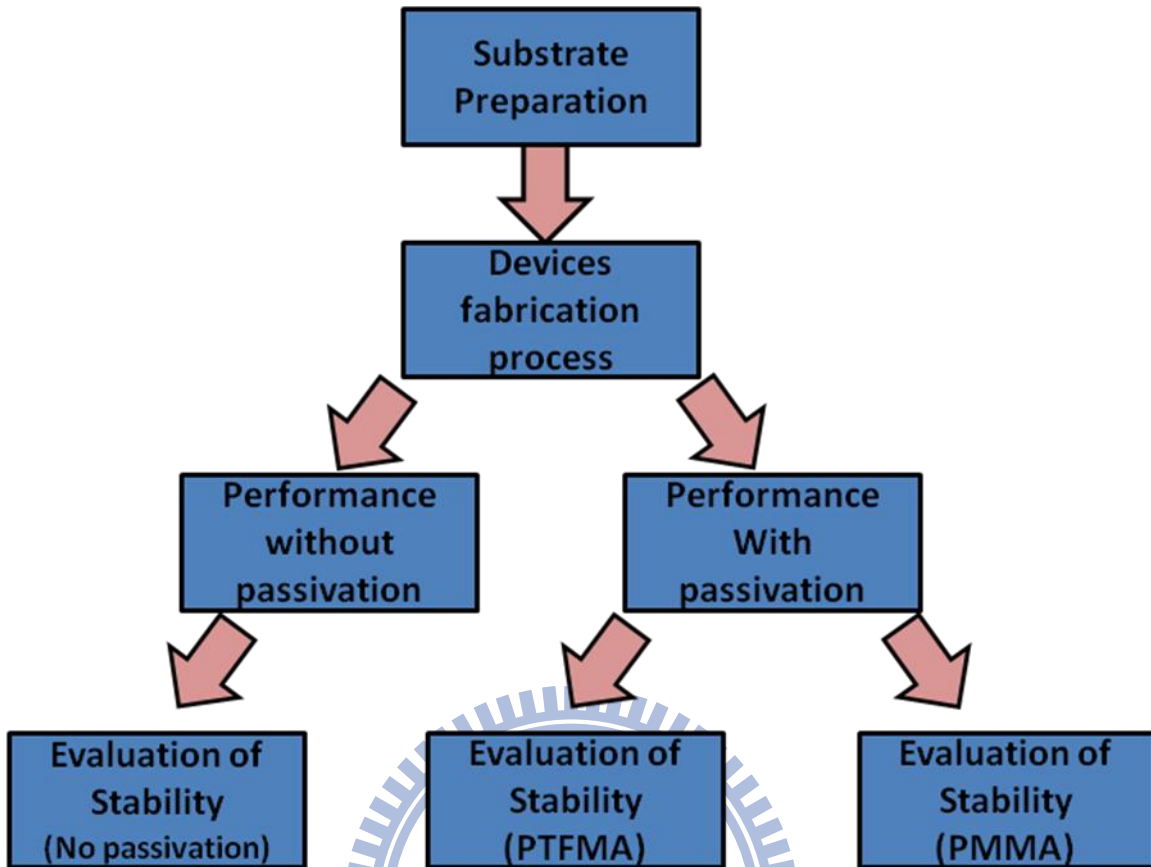 Substrate
Preparation
Devices
fabrication
process
Performance
without
passivation
Performance
With
passivation
Evaluation of
Stability
(No passivation)
Evaluation of
Stability
(PTFMA)
Evaluation of
Stability
(PMMA)